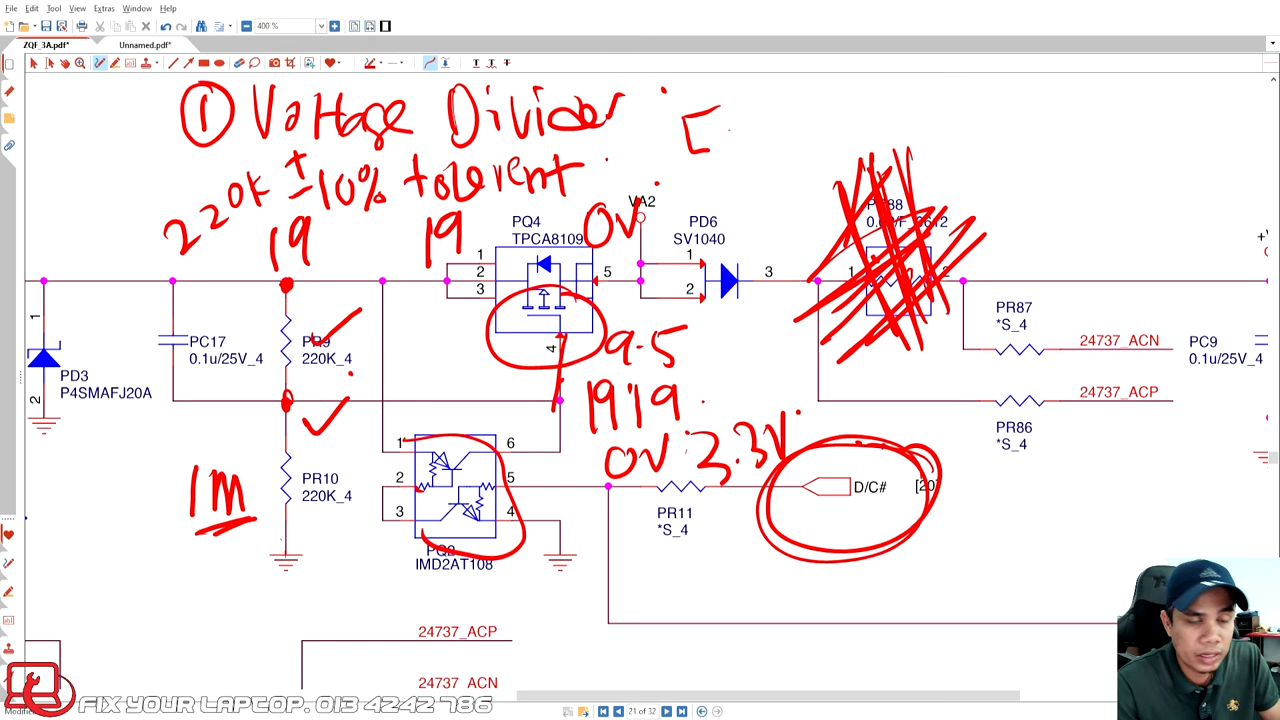 File Edit Tool View Extras Window Help
400 %
ZQF_3A.pdf* Unnamed.pdf*
① Voltage Divider [
220K ± 10% tolerent
19
19
0V
VA2
PQ4
TPCA8109
PD6
SV1040
1
2
3
5
4
1
2
3
1
PR87
*S_4
24737_ACN
PC9
0.1u/25V_4
24737_ACP
PR86
*S_4
1
PD3
P4SMAFJ20A
2
PC17
0.1u/25V_4
PR9
220K_4
9.5
19
19
0V
3.3V
1
2
3
6
5
4
PQ2
IMD2AT108
1M
PR10
220K_4
PR11
*S_4
D/C#
[20]
24737_ACP
24737_ACN
FIX YOUR LAPTOP. 013 4242 786
21 of 32